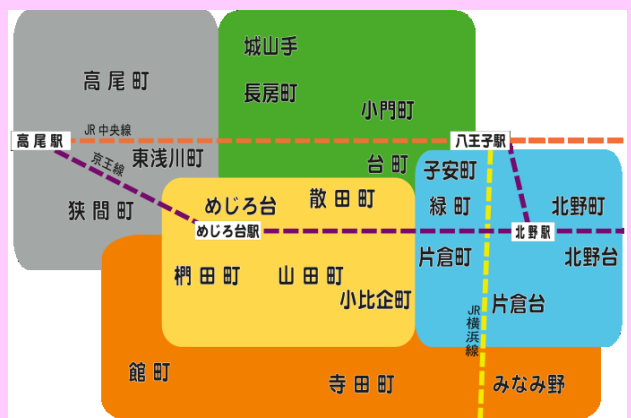 城山手
高尾町
長房町
小門町
JR中央線
高尾駅
八王子駅
京王線
東浅川町
台町
子安町
狭間町
めじろ台
散田町
緑町
北野町
めじろ台駅
北野駅
片倉町
北野台
椚田町
山田町
小比企町
片倉台
JR横浜線
館町
寺田町
みなみ野